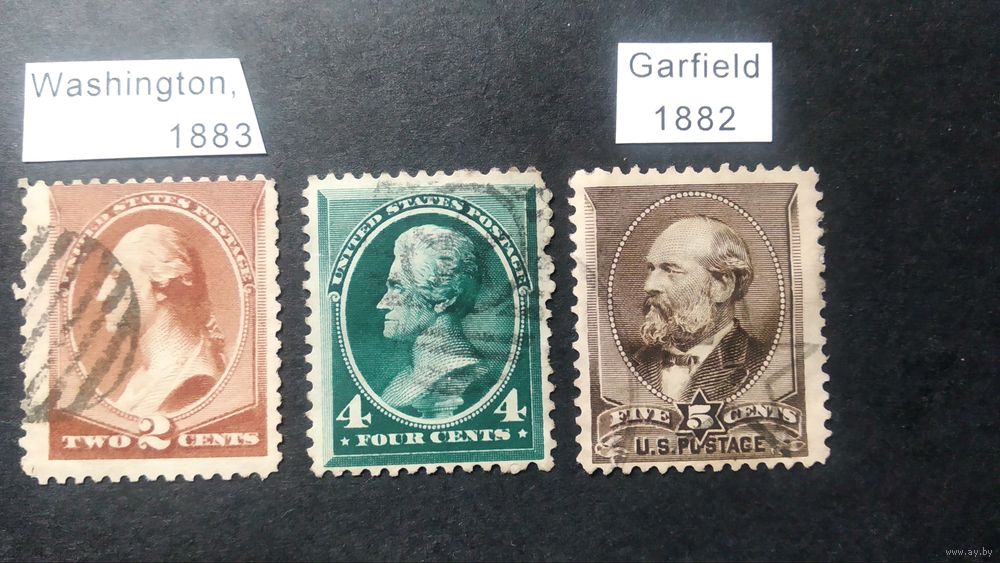 Washington,
1883
Garfield
1882
UNITED STATES POSTAGE
TWO 2 CENTS
UNITED STATES POSTAGE
4 4
FOUR CENTS
FIVE 5 CENTS
U.S. POSTAGE
www.ay.by